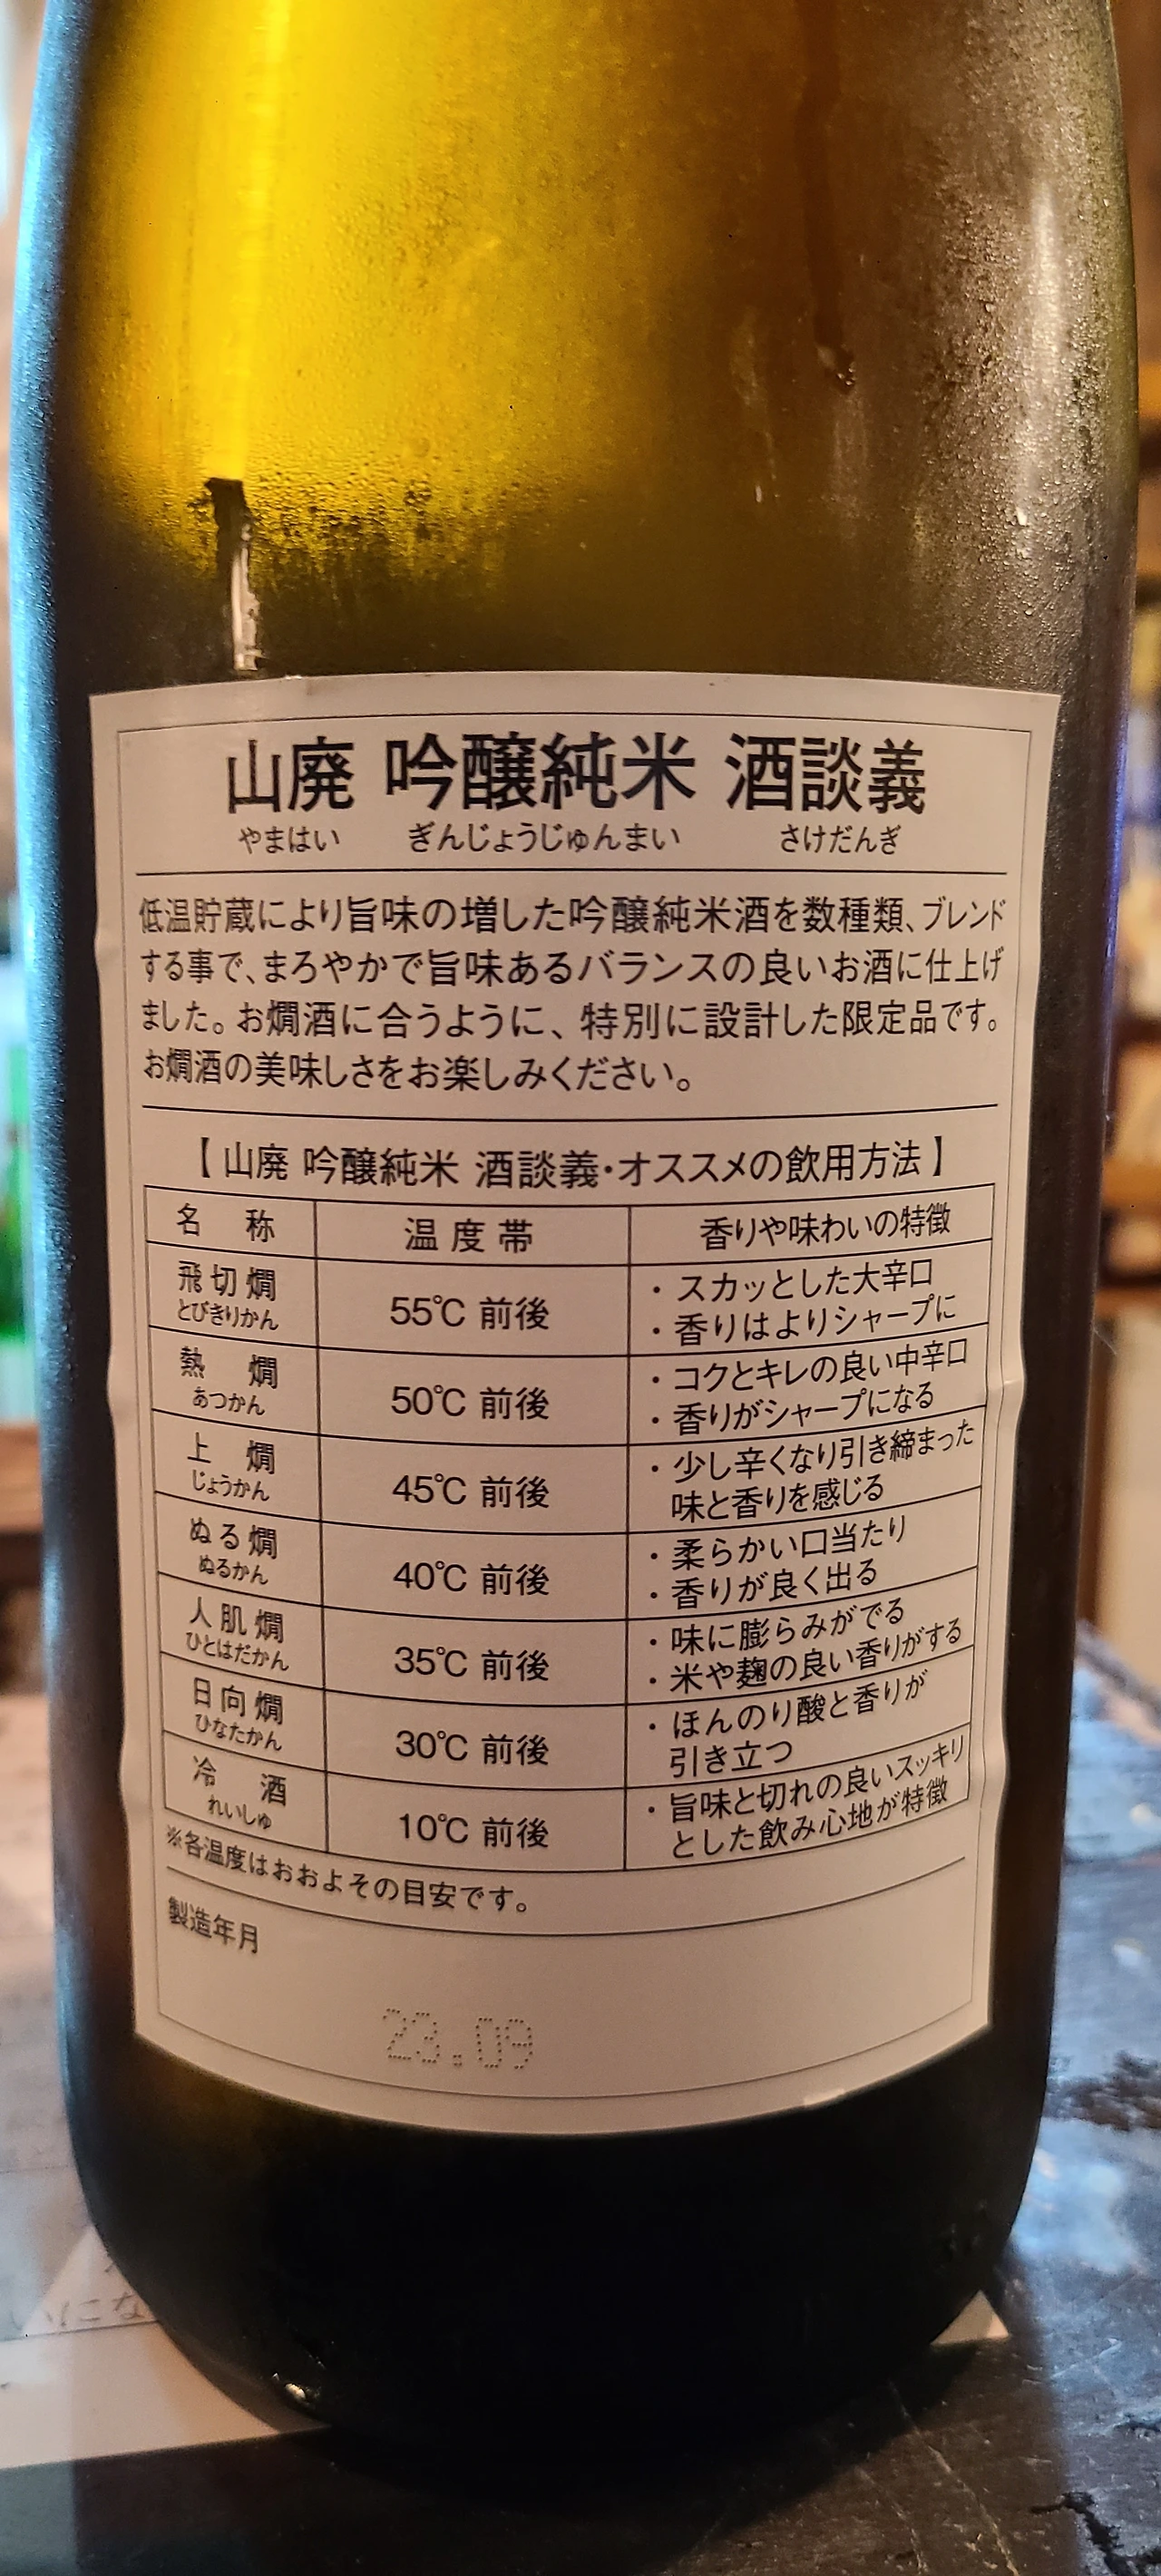 山廃 吟醸純米 酒談義
やまはい ぎんじょうじゅんまい さけだんぎ
低温貯蔵により旨味の増した吟醸純米酒を数種類、ブレンド
する事で、まろやかで旨味あるバランスの良いお酒に仕上げ
ました。お燗酒に合うように、特別に設計した限定品です。
お燗酒の美味しさをお楽しみください。
【 山廃 吟醸純米 酒談義・オススメの飲用方法 】
名 称 温度帯 香りや味わいの特徴
飛切燗
とびきりかん
55℃ 前後
・スカッとした大辛口
・香りはよりシャープに
熱 燗
あつかん
50℃ 前後
・コクとキレの良い中辛口
・香りがシャープになる
上 燗
じょうかん
45℃ 前後
・少し辛くなり引き締まった
味と香りを感じる
ぬる燗
ぬるかん
40℃ 前後
・柔らかい口当たり
・香りが良く出る
人肌燗
ひとはだかん
35℃ 前後
・味に膨らみがでる
・米や麹の良い香りがする
日向燗
ひなたかん
30℃ 前後
・ほんのり酸と香りが
引き立つ
冷 酒
れいしゅ
10℃ 前後
・旨味と切れの良いスッキリ
とした飲み心地が特徴
※各温度はおおよその目安です。
製造年月
23.09